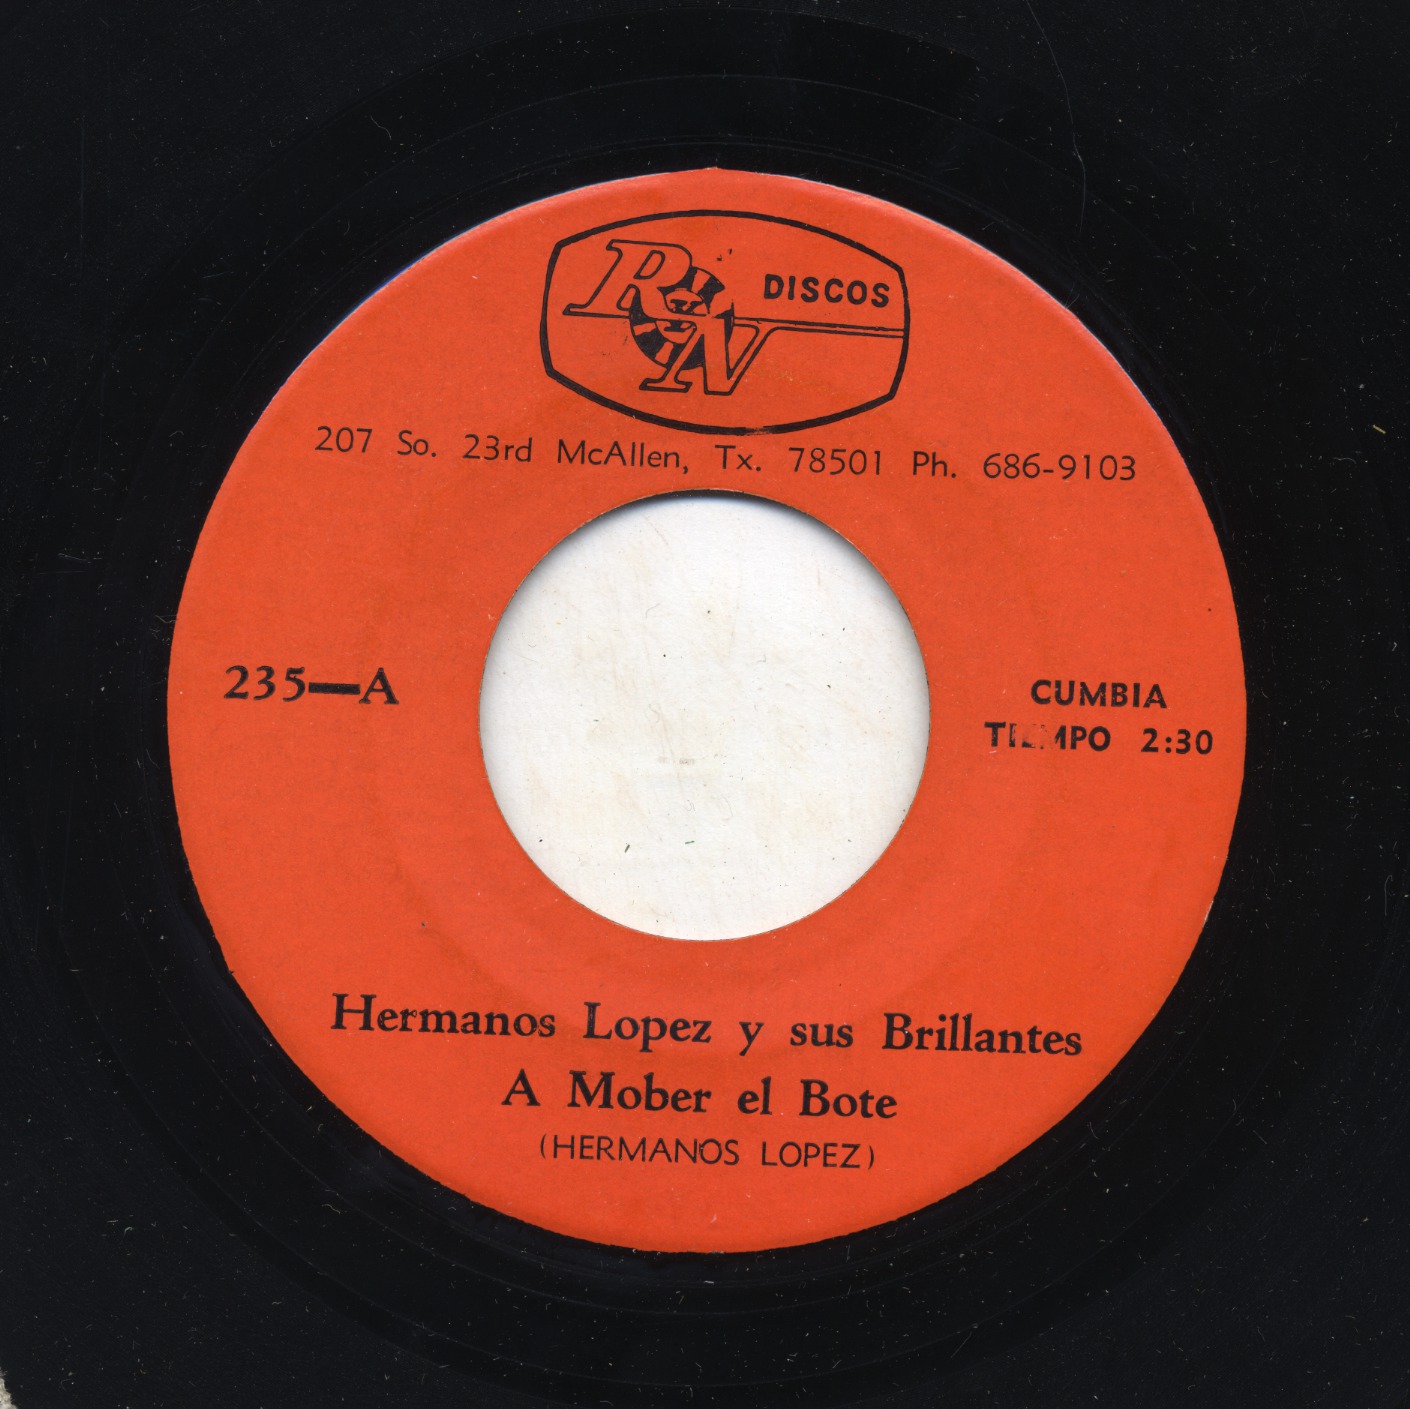 RN DISCOS
207 So. 23rd McAllen, Tx. 78501 Ph. 686-9103
235—A
CUMBIA
TIEMPO 2:30
Hermanos Lopez y sus Brillantes
A Mober el Bote
(HERMANOS LOPEZ)